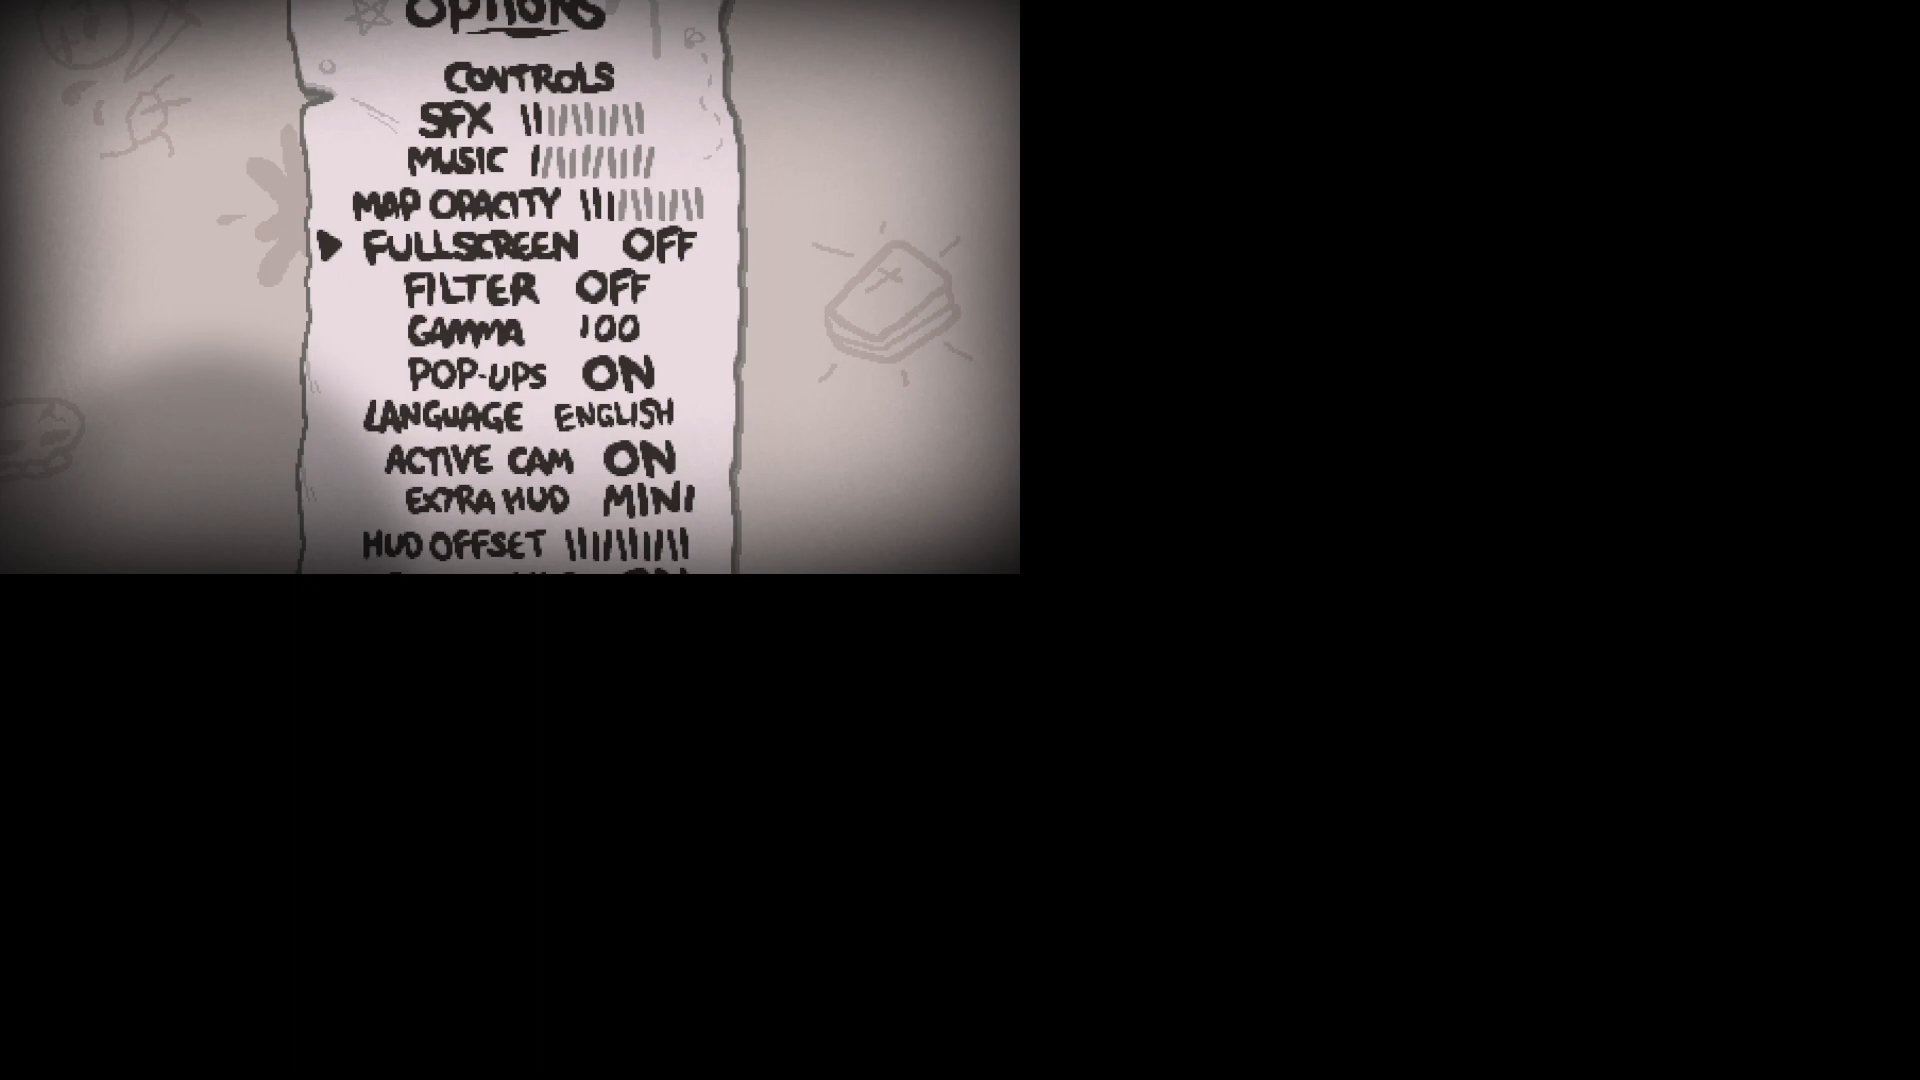 OPTIONS
CONTROLS
SFX
MUSIC
MAP OPACITY
FULLSCREEN OFF
FILTER OFF
GAMMA 100
POP-UPS ON
LANGUAGE ENGLISH
ACTIVE CAM ON
EXTRA HUD MINI
HUD OFFSET